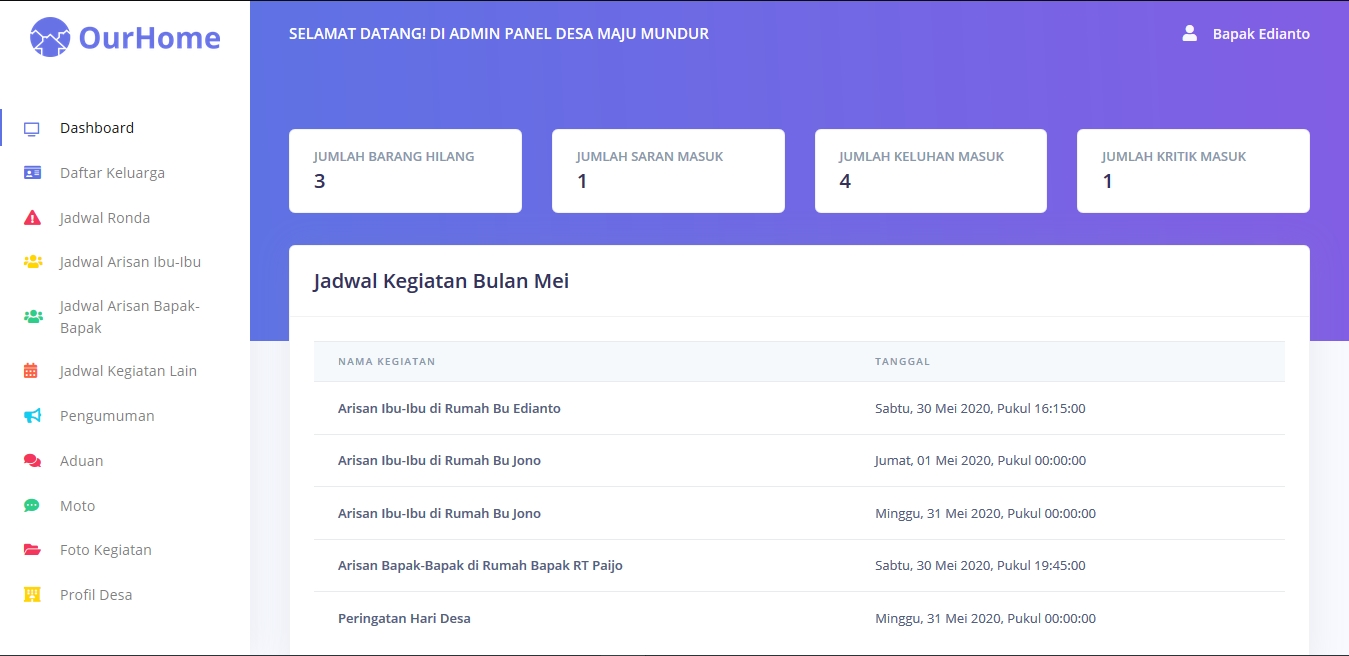 OurHome
SELAMAT DATANG! DI ADMIN PANEL DESA MAJU MUNDUR
Bapak Edianto
Dashboard
Daftar Keluarga
Jadwal Ronda
Jadwal Arisan Ibu-Ibu
Jadwal Arisan Bapak-
Bapak
Jadwal Kegiatan Lain
Pengumuman
Aduan
Moto
Foto Kegiatan
Profil Desa
JUMLAH BARANG HILANG
3
JUMLAH SARAN MASUK
1
JUMLAH KELUHAN MASUK
4
JUMLAH KRITIK MASUK
1
Jadwal Kegiatan Bulan Mei
NAMA KEGIATAN TANGGAL
Arisan Ibu-Ibu di Rumah Bu Edianto Sabtu, 30 Mei 2020, Pukul 16:15:00
Arisan Ibu-Ibu di Rumah Bu Jono Jumat, 01 Mei 2020, Pukul 00:00:00
Arisan Ibu-Ibu di Rumah Bu Jono Minggu, 31 Mei 2020, Pukul 00:00:00
Arisan Bapak-Bapak di Rumah Bapak RT Paijo Sabtu, 30 Mei 2020, Pukul 19:45:00
Peringatan Hari Desa Minggu, 31 Mei 2020, Pukul 00:00:00